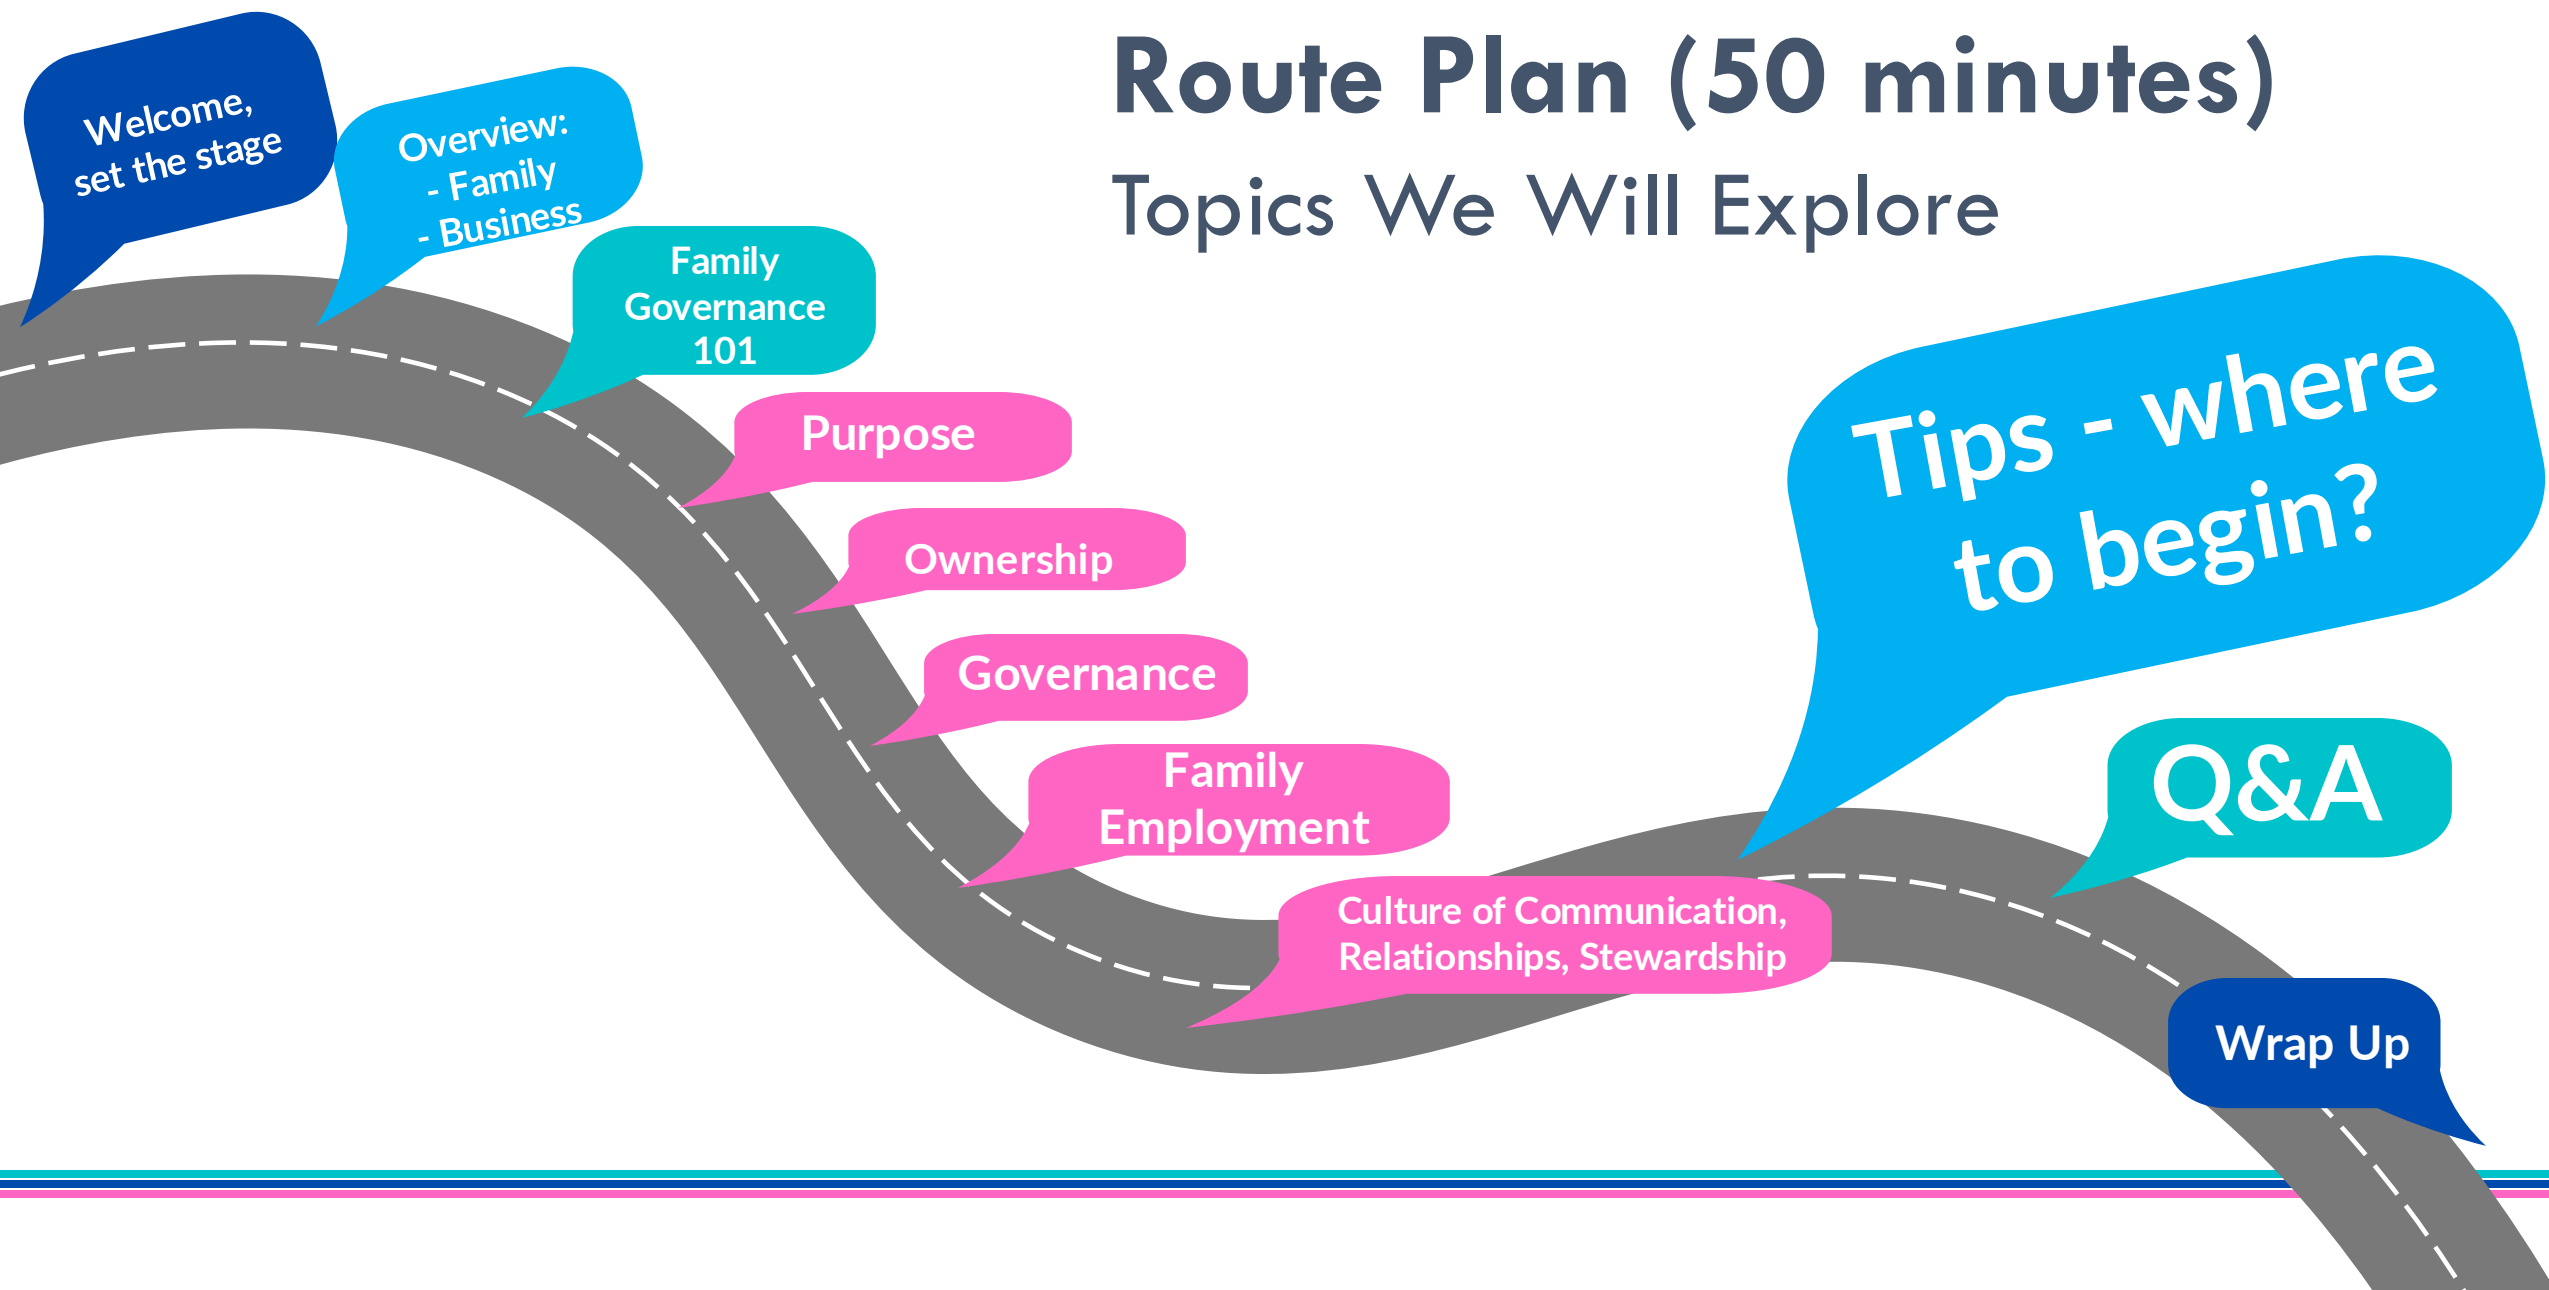 Route Plan (50 minutes)
Topics We Will Explore
Welcome,
set the stage
Overview:
- Family
- Business
Family
Governance
101
Purpose
Ownership
Governance
Family
Employment
Culture of Communication,
Relationships, Stewardship
Tips - where
to begin?
Q&A
Wrap Up